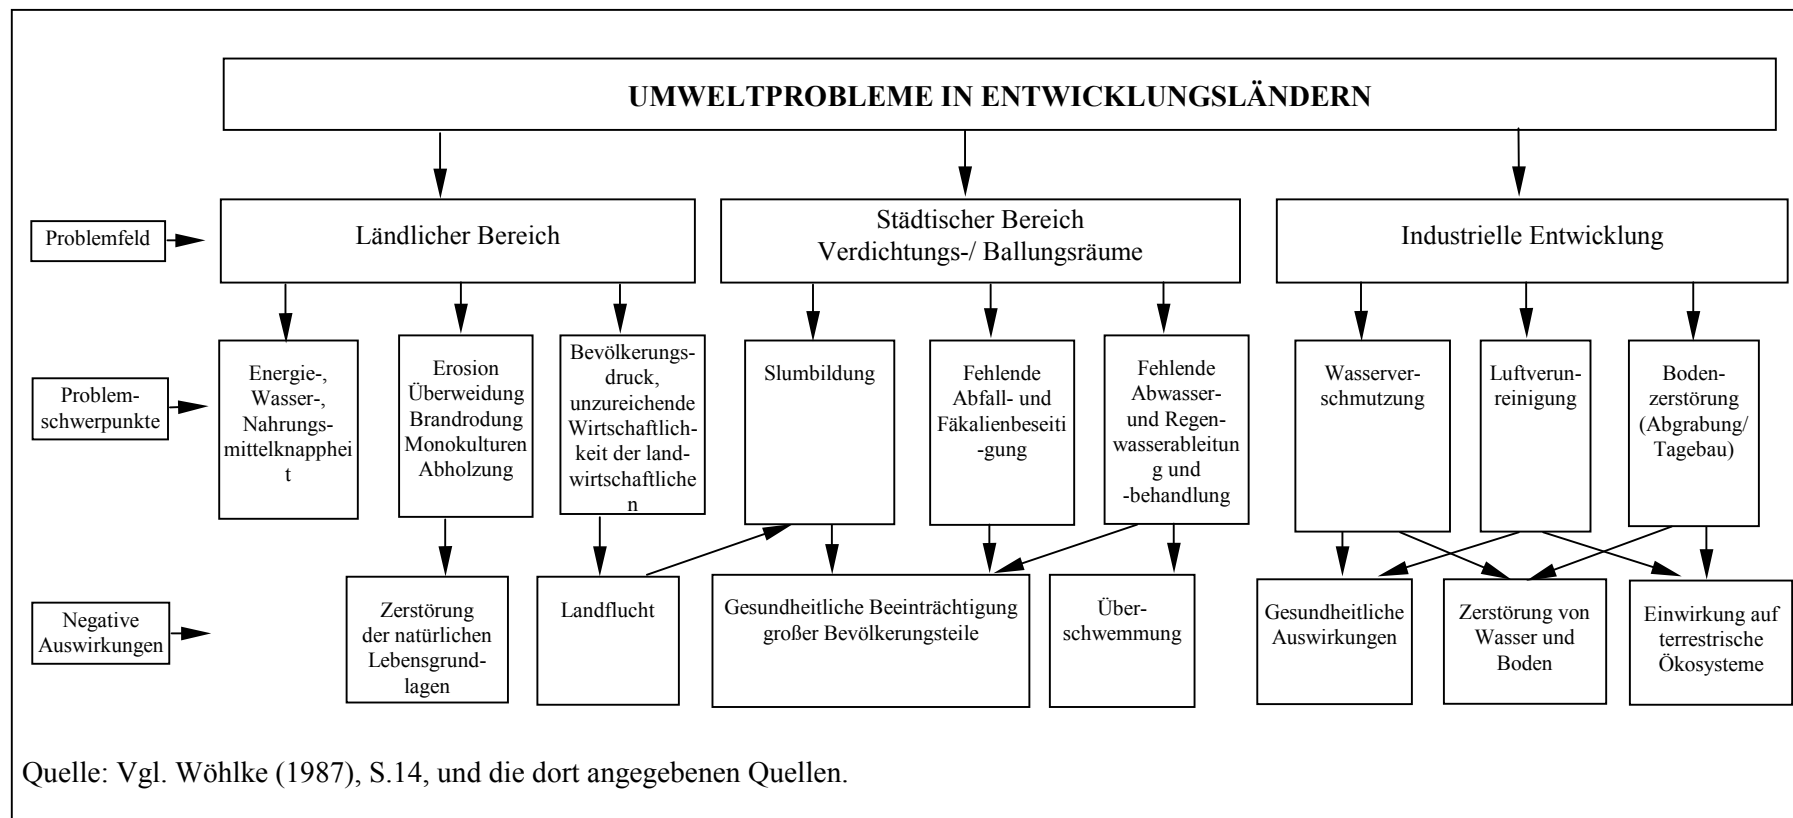 UMWELTPROBLEME IN ENTWICKLUNGSLÄNDERN
Problemfeld
Ländlicher Bereich
Städtischer Bereich
Verdichtungs-/ Ballungsräume
Industrielle Entwicklung
Problem-
schwerpunkte
Energie-,
Wasser-,
Nahrungs-
mittelknapphei
t
Erosion
Überweidung
Brandrodung
Monokulturen
Abholzung
Bevölkerungs-
druck,
unzureichende
Wirtschaftlich-
keit der land-
wirtschaftliche
n
Slumbildung
Fehlende
Abfall- und
Fäkalienbeseiti
-gung
Fehlende
Abwasser-
und Regen-
wasserableitun
g und
-behandlung
Wasserver-
schmutzung
Luftverun-
reinigung
Boden-
zerstörung
(Abgrabung/
Tagebau)
Negative
Auswirkungen
Zerstörung
der natürlichen
Lebensgrund-
lagen
Landflucht
Gesundheitliche Beeinträchtigung
großer Bevölkerungsteile
Über-
schwemmung
Gesundheitliche
Auswirkungen
Zerstörung von
Wasser und
Boden
Einwirkung auf
terrestrische
Ökosysteme
Quelle: Vgl. Wöhlke (1987), S.14, und die dort angegebenen Quellen.